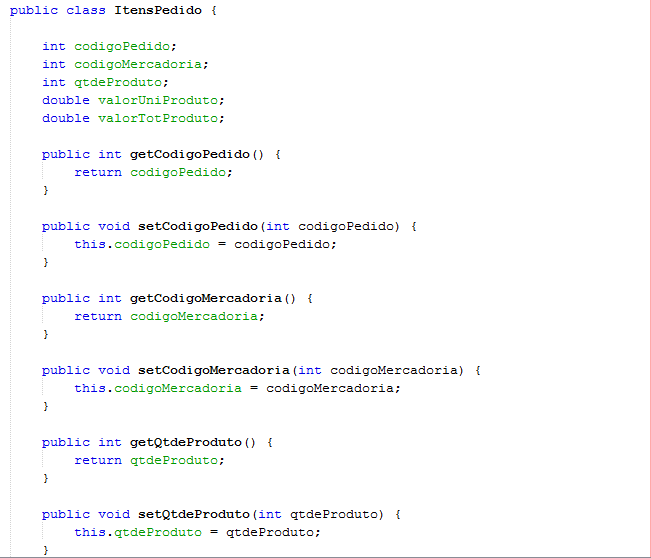 public class ItensPedido {
int codigoPedido;
int codigoMercadoria;
int qtdeProduto;
double valorUniProduto;
double valorTotProduto;
public int getCodigoPedido() {
return codigoPedido;
}
public void setCodigoPedido(int codigoPedido) {
this.codigoPedido = codigoPedido;
}
public int getCodigoMercadoria() {
return codigoMercadoria;
}
public void setCodigoMercadoria(int codigoMercadoria) {
this.codigoMercadoria = codigoMercadoria;
}
public int getQtdeProduto() {
return qtdeProduto;
}
public void setQtdeProduto(int qtdeProduto) {
this.qtdeProduto = qtdeProduto;
}